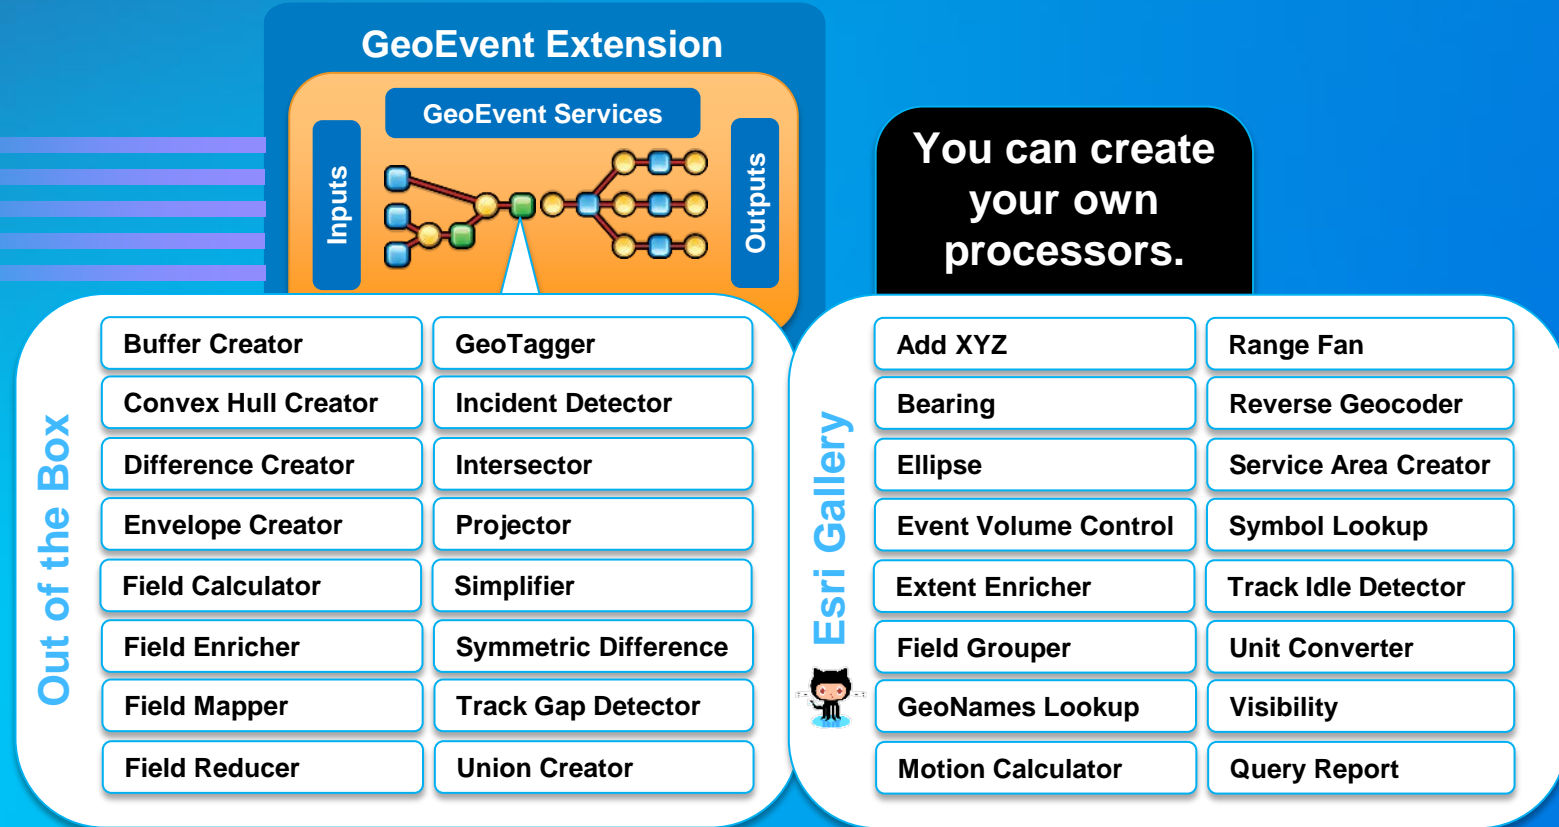 GeoEvent Extension
GeoEvent Services
Inputs
Outputs
You can create
your own
processors.
Out of the Box
Buffer Creator
Convex Hull Creator
Difference Creator
Envelope Creator
Field Calculator
Field Enricher
Field Mapper
Field Reducer
GeoTagger
Incident Detector
Intersector
Projector
Simplifier
Symmetric Difference
Track Gap Detector
Union Creator
Esri Gallery
Add XYZ
Bearing
Ellipse
Event Volume Control
Extent Enricher
Field Grouper
GeoNames Lookup
Motion Calculator
Range Fan
Reverse Geocoder
Service Area Creator
Symbol Lookup
Track Idle Detector
Unit Converter
Visibility
Query Report